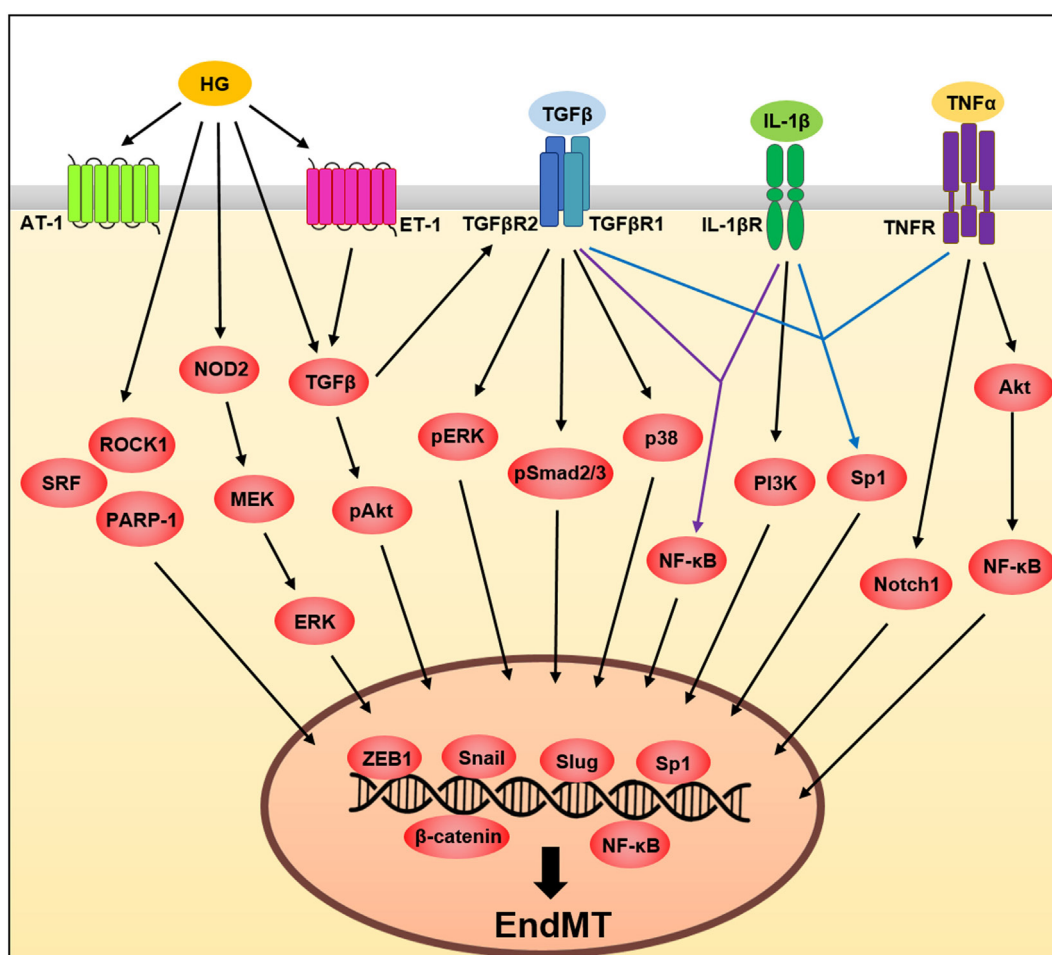 HG
TGFβ
IL-1β
TNFα
AT-1
ET-1
TGFβR2
TGFβR1
IL-1βR
TNFR
NOD2
TGFβ
Akt
ROCK1
pERK
p38
SRF
PARP-1
MEK
pAkt
pSmad2/3
PI3K
Sp1
NF-κB
Notch1
NF-κB
ERK
ZEB1
Snail
Slug
Sp1
β-catenin
NF-κB
EndMT